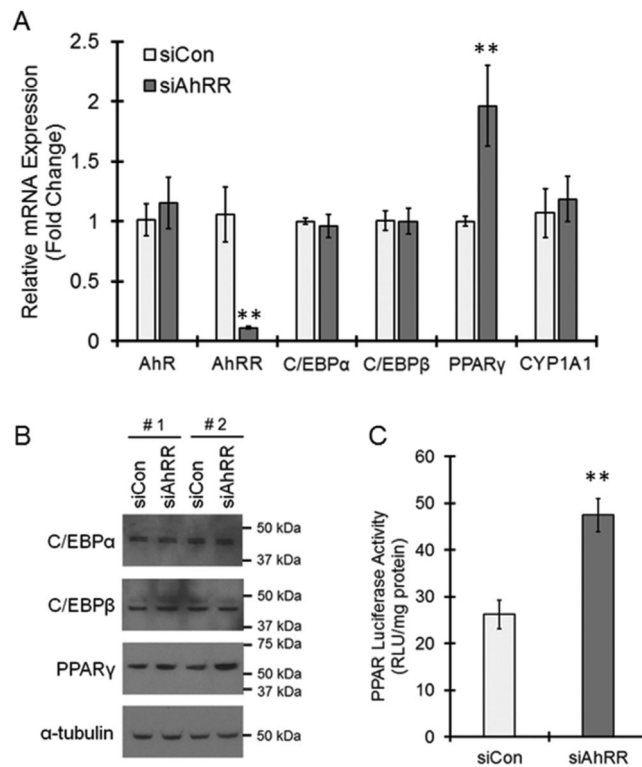 A
siCon
siAhRR
Relative mRNA Expression
(Fold Change)
2.5
2
1.5
1
0.5
0
**
**
AhR AhRR C/EBPα C/EBPβ PPARγ CYP1A1
B
# 1 # 2
siCon siAhRR siCon siAhRR
C/EBPα
50 kDa
37 kDa
C/EBPβ
50 kDa
37 kDa
75 kDa
PPARγ
50 kDa
37 kDa
α-tubulin
50 kDa
C
PPAR Luciferase Activity
(RLU/mg protein)
60
50
40
30
20
10
0
**
siCon siAhRR